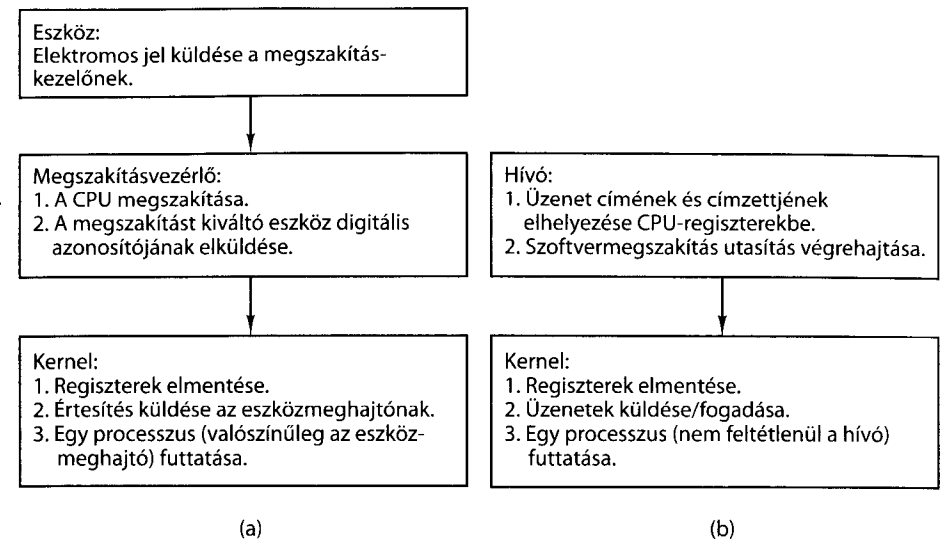 Eszköz:
Elektromos jel küldése a megszakítás-
kezelőnek.
Megszakításvezérlő:
1. A CPU megszakítása.
2. A megszakítást kiváltó eszköz digitális
azonosítójának elküldése.
Kernel:
1. Regiszterek elmentése.
2. Értesítés küldése az eszközmeghajtónak.
3. Egy processzus (valószínűleg az eszköz-
meghajtó) futtatása.
(a)
Hívó:
1. Üzenet címének és címzettjének
elhelyezése CPU-regiszterekbe.
2. Szoftvermegszakítás utasítás végrehajtása.
Kernel:
1. Regiszterek elmentése.
2. Üzenetek küldése/fogadása.
3. Egy processzus (nem feltétlenül a hívó)
futtatása.
(b)